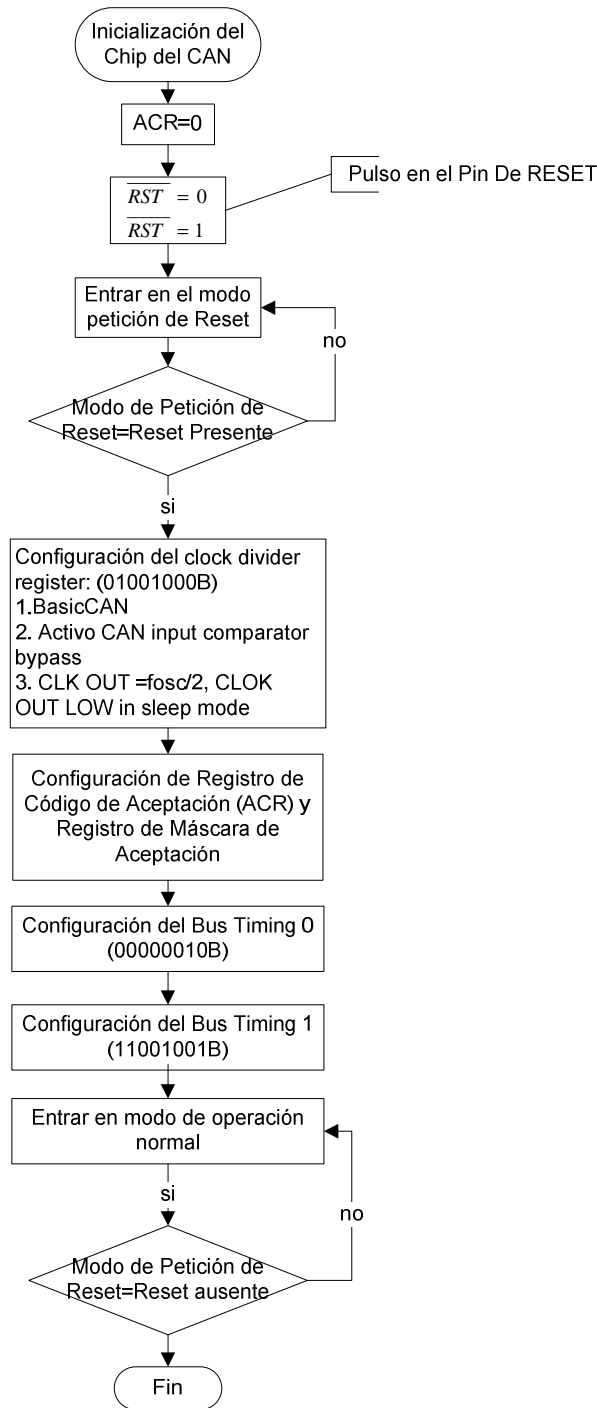 Inicialización del
Chip del CAN
ACR=0
RST = 0
RST = 1
Pulso en el Pin De RESET
Entrar en el modo
petición de Reset
no
Modo de Petición de
Reset=Reset Presente
si
Configuración del clock divider
register: (01001000B)
1.BasicCAN
2. Activo CAN input comparator
bypass
3. CLK OUT =fosc/2, CLOK
OUT LOW in sleep mode
Configuración de Registro de
Código de Aceptación (ACR) y
Registro de Máscara de
Aceptación
Configuración del Bus Timing 0
(00000010B)
Configuración del Bus Timing 1
(11001001B)
Entrar en modo de operación
normal
si
no
Modo de Petición de
Reset=Reset ausente
Fin